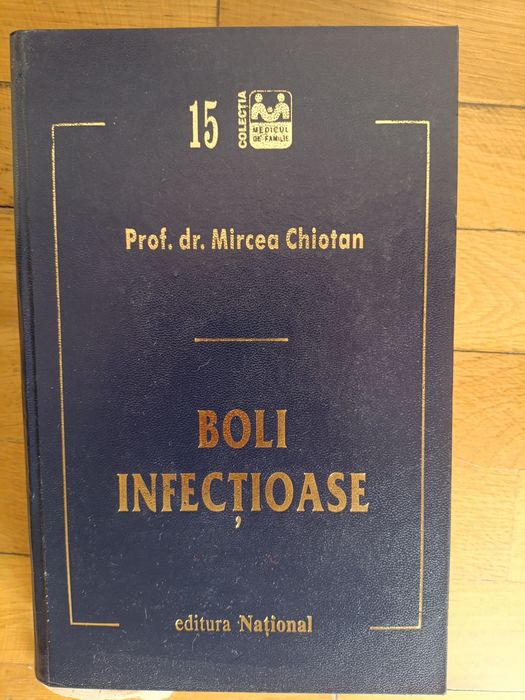 15
COLECȚIA
MEDICUL
DE FAMILIE
Prof. dr. Mircea Chiotan
BOLI
INFECȚIOASE
editura Național